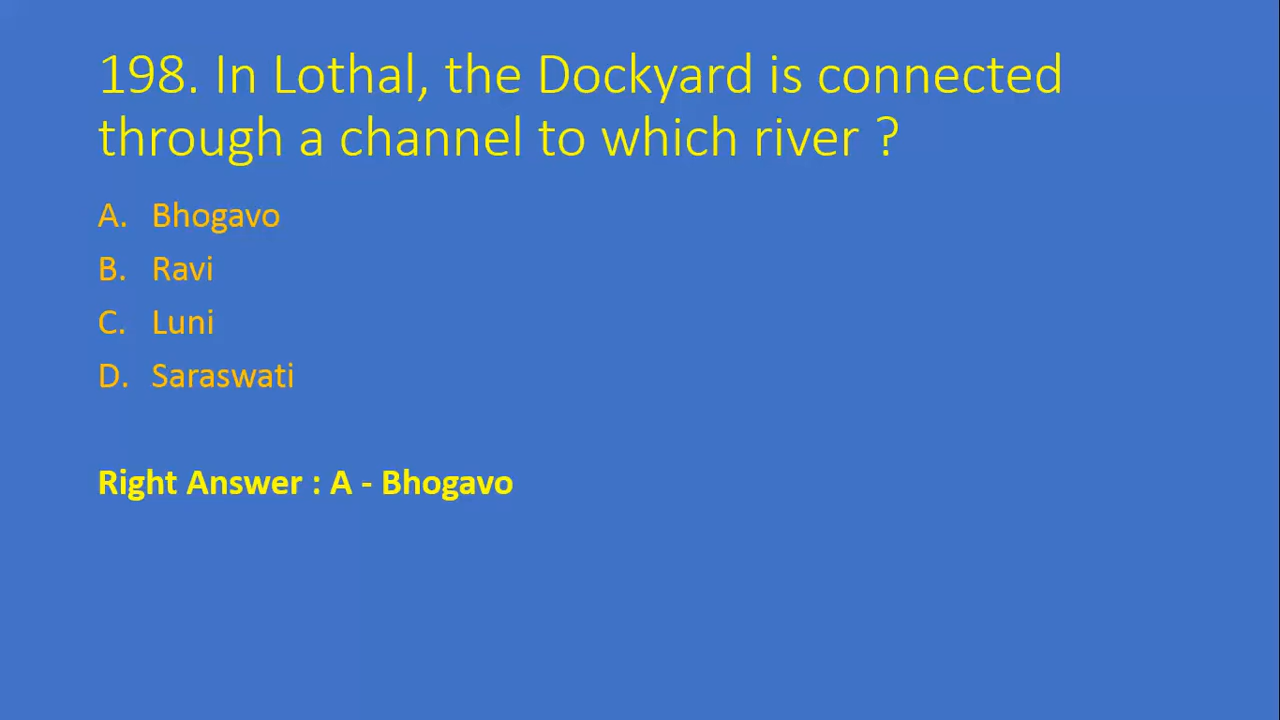 198. In Lothal, the Dockyard is connected
through a channel to which river ?
A. Bhogavo
B. Ravi
C. Luni
D. Saraswati
Right Answer : A - Bhogavo